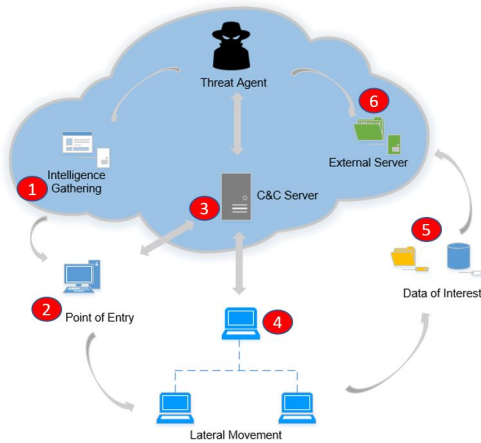 Threat Agent
6
External Server
1
Intelligence
Gathering
3
C&C Server
5
Data of Interest
2
Point of Entry
4
Lateral Movement